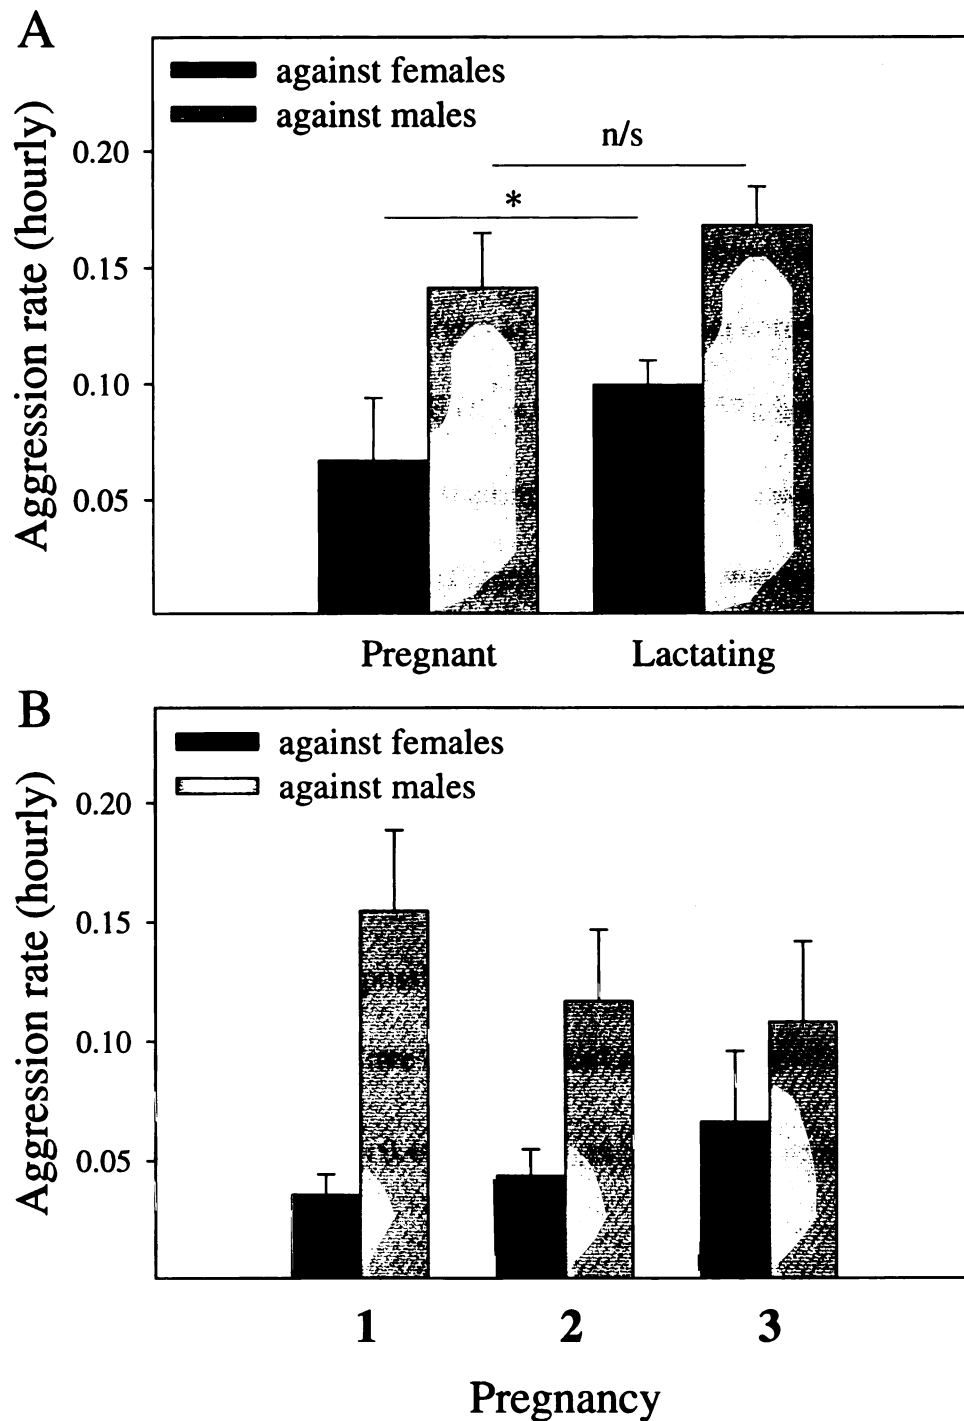 A
against females
against males
n/s
*
0.20
0.15
0.10
0.05
Aggression rate (hourly)
Pregnant Lactating
B
against females
against males
0.20
0.15
0.10
0.05
Aggression rate (hourly)
1 2 3
Pregnancy